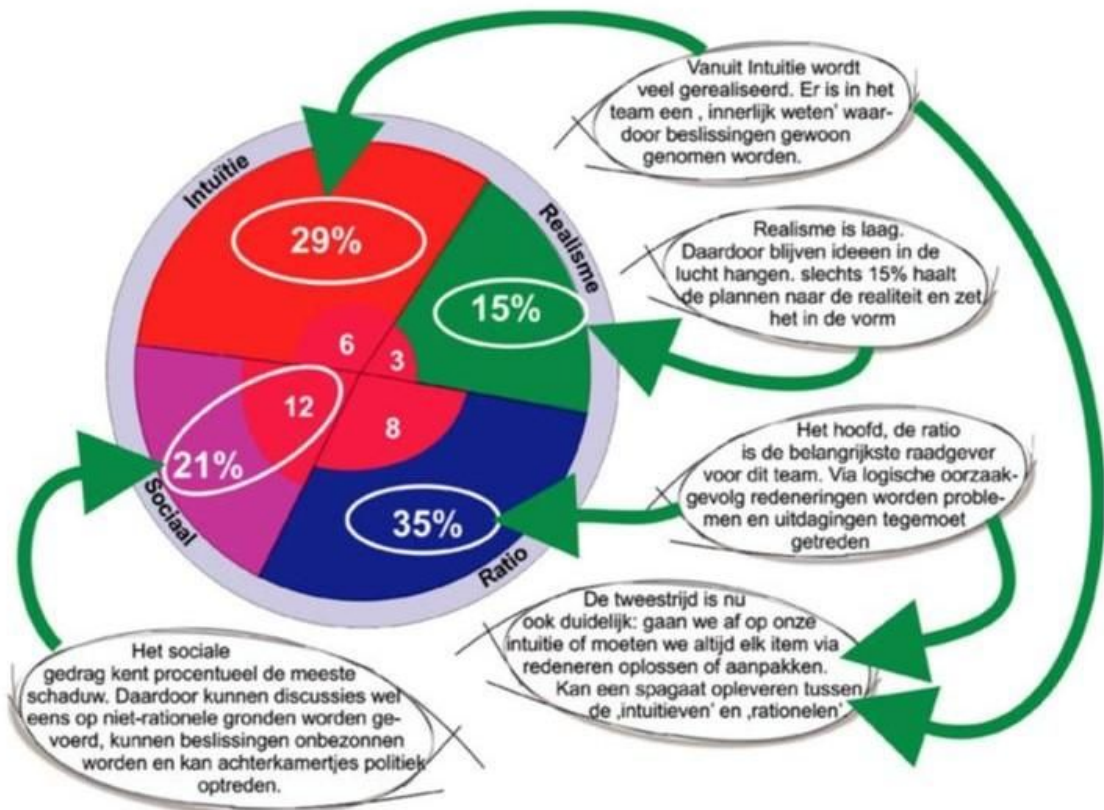 Vanuit Intuitie wordt
veel gerealiseerd. Er is in het
team een , innerlijk weten' waar-
door beslissingen gewoon
genomen worden.
Intuïtie
Realisme
29%
15%
6
3
12
8
21%
35%
Sociaal
Ratio
Realisme is laag.
Daardoor blijven ideeen in de
lucht hangen. slechts 15% haalt
de plannen naar de realiteit en zet
het in de vorm
Het hoofd, de ratio
is de belangrijkste raadgever
voor dit team. Via logische oorzaak-
gevolg redeneringen worden proble-
men en uitdagingen tegemoet
getreden
De tweestrijd is nu
ook duidelijk: gaan we af op onze
intuitie of moeten we altijd elk item via
redeneren oplossen of aanpakken.
Kan een spagaat opleveren tussen
de ‚intuitieven' en ‚rationelen'
Het sociale
gedrag kent procentueel de meeste
schaduw. Daardoor kunnen discussies wel
eens op niet-rationele gronden worden ge-
voerd, kunnen beslissingen onbezonnen
worden en kan achterkamertjes politiek
optreden.